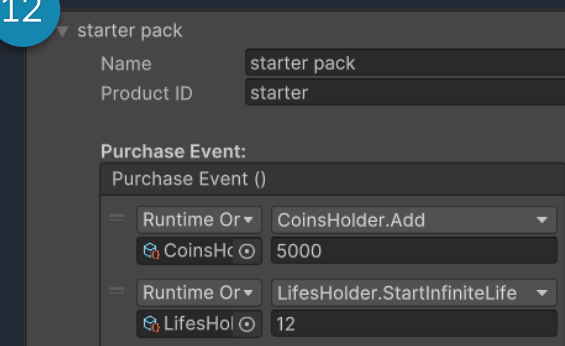 12
starter pack
Name starter pack
Product ID starter
Purchase Event:
Purchase Event ()
Runtime Or CoinsHolder.Add
CoinsHo 5000
Runtime Or LifesHolder.StartInfiniteLife
LifesHol 12